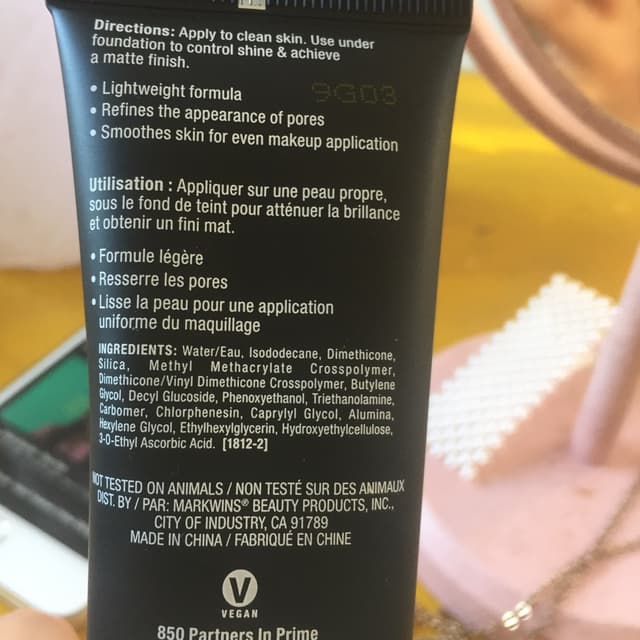 Directions: Apply to clean skin. Use under
foundation to control shine & achieve
a matte finish.
• Lightweight formula
9G03
• Refines the appearance of pores
• Smoothes skin for even makeup application
Utilisation : Appliquer sur une peau propre,
sous le fond de teint pour atténuer la brillance
et obtenir un fini mat.
• Formule légère
• Resserre les pores
• Lisse la peau pour une application
uniforme du maquillage
INGREDIENTS: Water/Eau, Isododecane, Dimethicone,
Silica, Methyl Methacrylate Crosspolymer,
Dimethicone/Vinyl Dimethicone Crosspolymer, Butylene
Glycol, Decyl Glucoside, Phenoxyethanol, Triethanolamine,
Carbomer, Chlorphenesin, Caprylyl Glycol, Alumina,
Hexylene Glycol, Ethylhexylglycerin, Hydroxyethylcellulose,
3-O-Ethyl Ascorbic Acid. [1812-2]
NOT TESTED ON ANIMALS / NON TESTÉ SUR DES ANIMAUX
DIST. BY / PAR: MARKWINS® BEAUTY PRODUCTS, INC.,
CITY OF INDUSTRY, CA 91789
MADE IN CHINA / FABRIQUÉ EN CHINE
V
VEGAN
850 Partners In Prime